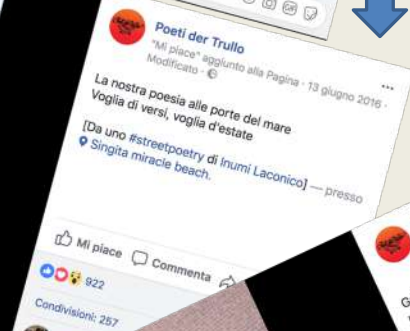 Poeti der Trullo
"Mi piace" aggiunto alla Pagina · 13 giugno 2016 ·
Modificato ·
La nostra poesia alle porte del mare
Voglia di versi, voglia d'estate
[Da uno #streetpoetry di Inumi Laconico] — presso
Singita miracle beach.
Mi piace Commenta
922
Condivisioni: 257
G